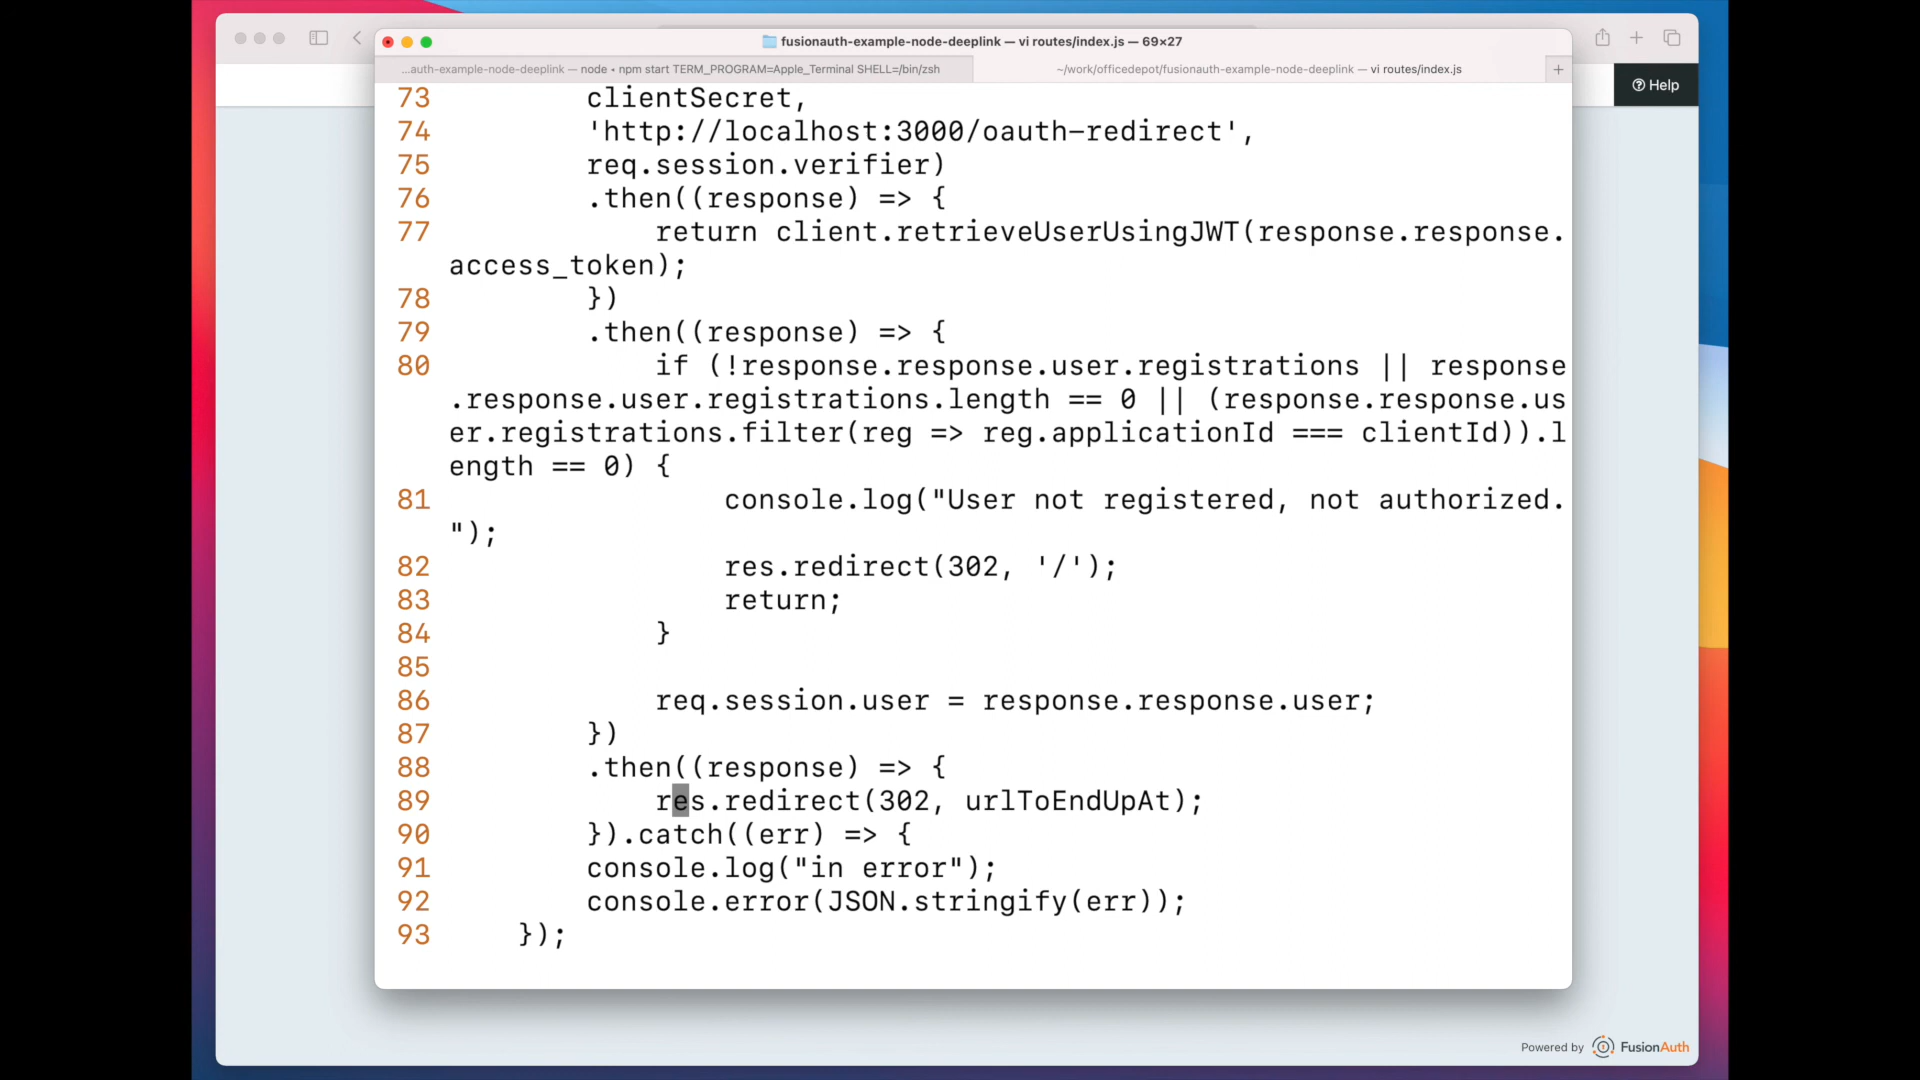 fusionauth-example-node-deeplink — vi routes/index.js — 69×27
...auth-example-node-deeplink — node • npm start TERM_PROGRAM=Apple_Terminal SHELL=/bin/zsh
~/work/officedepot/fusionauth-example-node-deeplink — vi routes/index.js
Help
73 clientSecret,
74 'http://localhost:3000/oauth-redirect',
75 req.session.verifier)
76 .then((response) => {
77 return client.retrieveUserUsingJWT(response.response.
access_token);
78 })
79 .then((response) => {
80 if (!response.response.user.registrations || response
.response.user.registrations.length == 0 || (response.response.us
er.registrations.filter(reg => reg.applicationId === clientId)).l
ength == 0) {
81 console.log("User not registered, not authorized.
");
82 res.redirect(302, '/');
83 return;
84 }
85
86 req.session.user = response.response.user;
87 })
88 .then((response) => {
89 res.redirect(302, urlToEndUpAt);
90 }).catch((err) => {
91 console.log("in error");
92 console.error(JSON.stringify(err));
93 });
Powered by FusionAuth